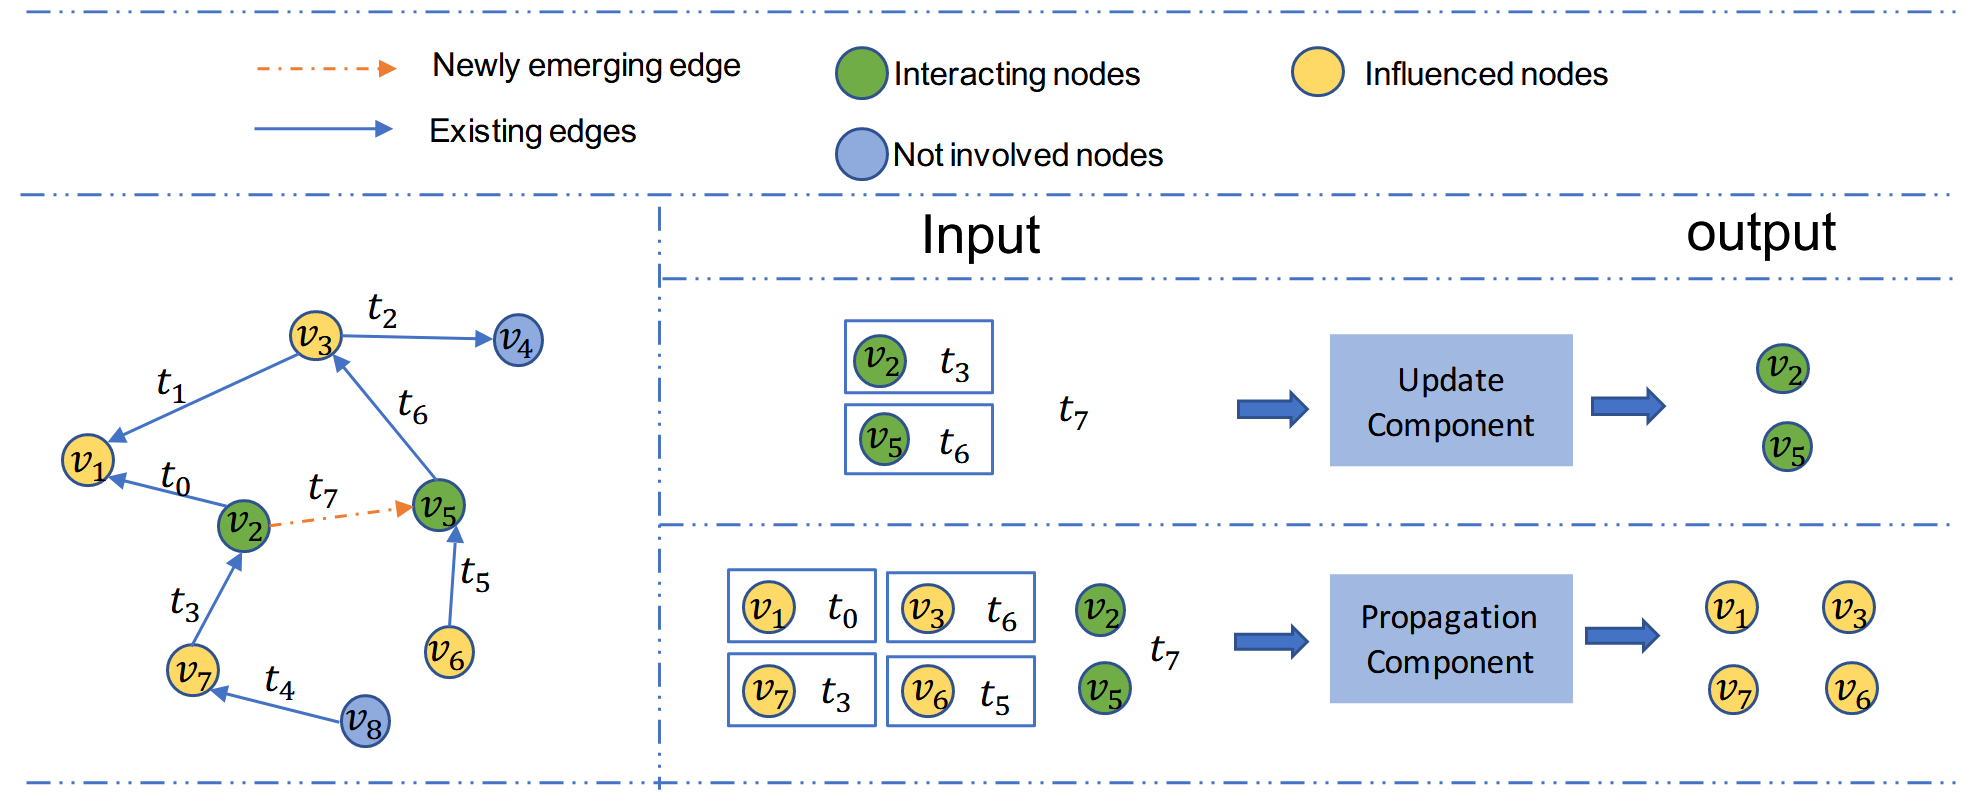 Newly emerging edge
Interacting nodes
Influenced nodes
Existing edges
Not involved nodes
Input
output
t2
v3
v4
t1
t6
v1
t0
t7
v2
v5
t3
t5
v7
v6
t4
v8
v2 t3
v5 t6
t7
Update
Component
v2
v5
v1 t0
v3 t6
v2
v7 t3
v6 t5
v5
t7
Propagation
Component
v1 v3
v7 v6